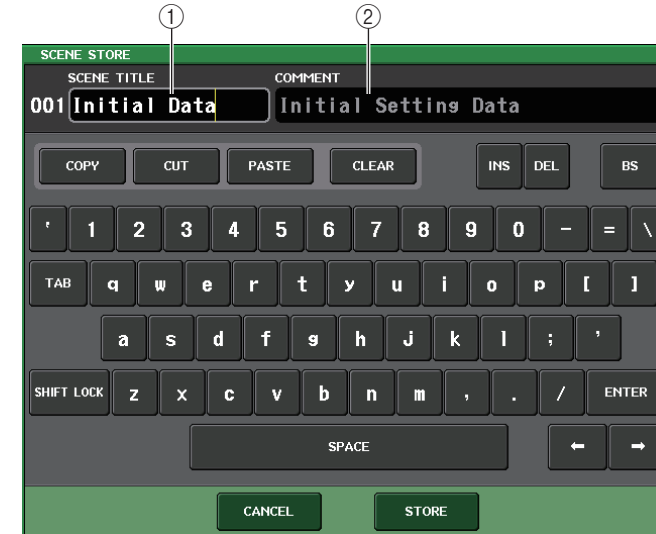 ① ②
SCENE STORE
SCENE TITLE COMMENT
001 Initial Data Initial Setting Data
COPY CUT PASTE CLEAR INS DEL BS
' 1 2 3 4 5 6 7 8 9 0 - = \
TAB q w e r t y u i o p [ ]
a s d f g h j k l ; '
SHIFT LOCK z x c v b n m , . / ENTER
SPACE ← →
CANCEL STORE